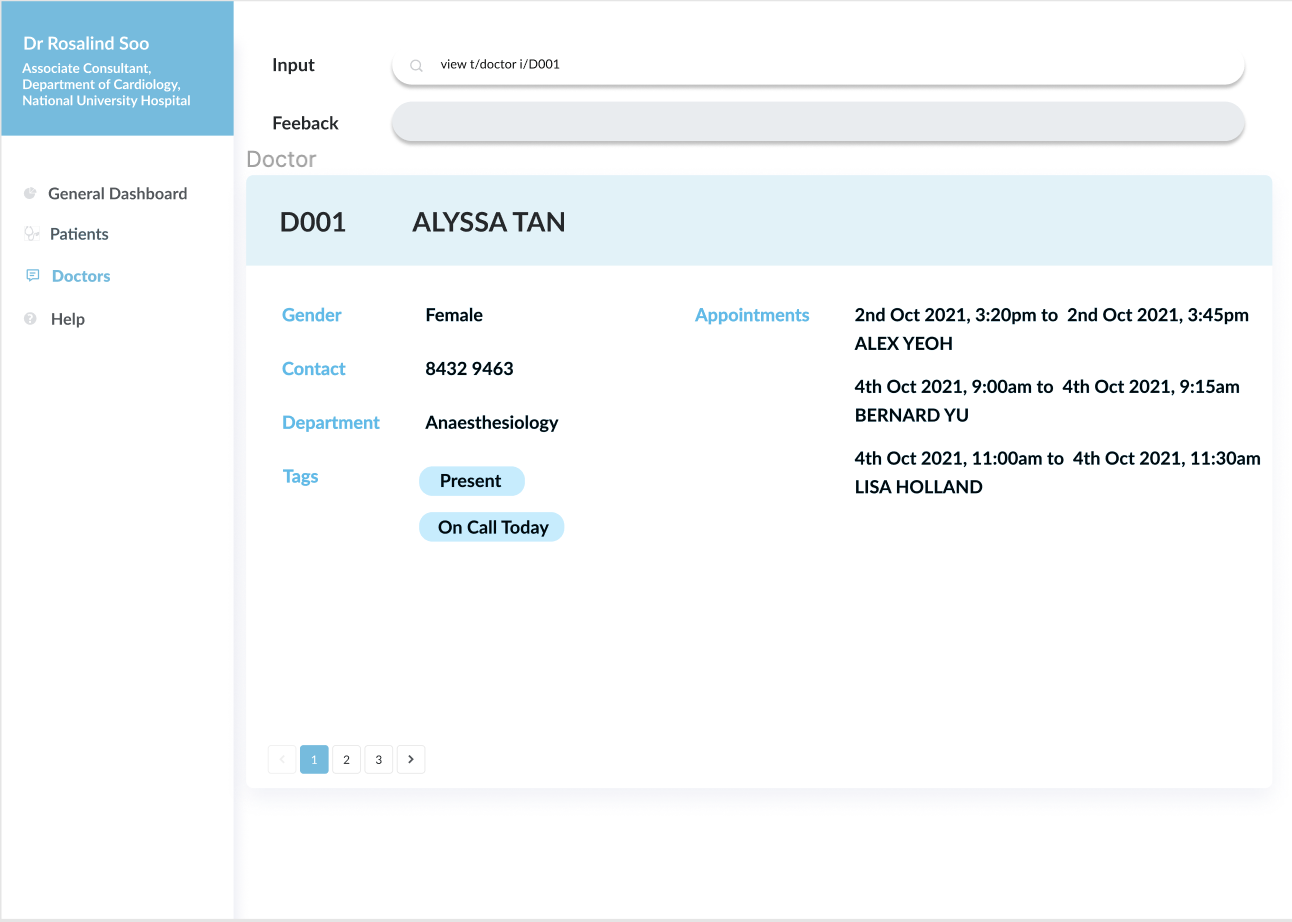 Dr Rosalind Soo
Associate Consultant,
Department of Cardiology,
National University Hospital
General Dashboard
Patients
Doctors
Help
Input
view t/doctor i/D001
Feeback
Doctor
D001 ALYSSA TAN
Gender Female
Contact 8432 9463
Department Anaesthesiology
Tags Present
On Call Today
Appointments 2nd Oct 2021, 3:20pm to 2nd Oct 2021, 3:45pm
ALEX YEOH
4th Oct 2021, 9:00am to 4th Oct 2021, 9:15am
BERNARD YU
4th Oct 2021, 11:00am to 4th Oct 2021, 11:30am
LISA HOLLAND
< 1 2 3 >